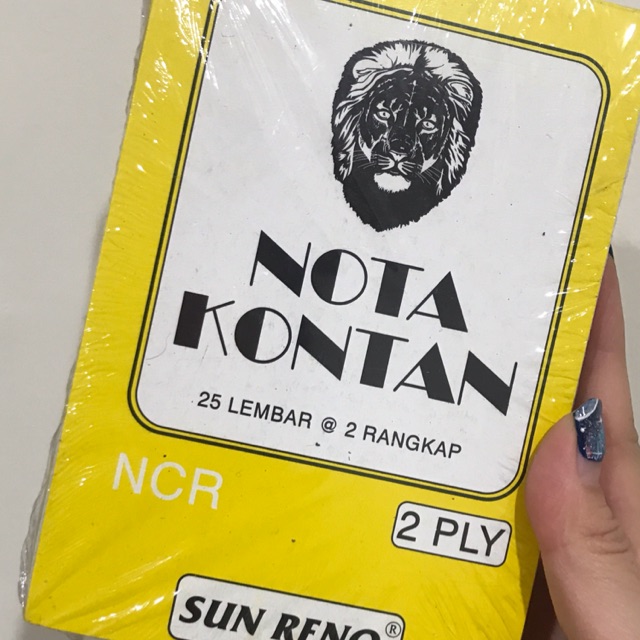 NOTA
KONTAN
25 LEMBAR @ 2 RANGKAP
NCR
2 PLY
SUN RENO®